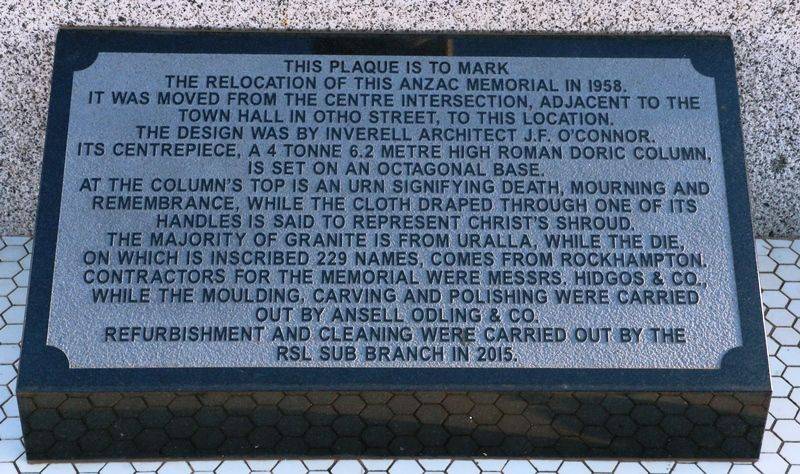 THIS PLAQUE IS TO MARK
THE RELOCATION OF THIS ANZAC MEMORIAL IN 1958.
IT WAS MOVED FROM THE CENTRE INTERSECTION, ADJACENT TO THE
TOWN HALL IN OTHO STREET, TO THIS LOCATION.
THE DESIGN WAS BY INVERELL ARCHITECT J.F. O'CONNOR.
ITS CENTREPIECE, A 4 TONNE 6.2 METRE HIGH ROMAN DORIC COLUMN,
IS SET ON AN OCTAGONAL BASE.
AT THE COLUMN'S TOP IS AN URN SIGNIFYING DEATH, MOURNING AND
REMEMBRANCE, WHILE THE CLOTH DRAPED THROUGH ONE OF ITS
HANDLES IS SAID TO REPRESENT CHRIST'S SHROUD.
THE MAJORITY OF GRANITE IS FROM URALLA, WHILE THE DIE,
ON WHICH IS INSCRIBED 229 NAMES, COMES FROM ROCKHAMPTON.
CONTRACTORS FOR THE MEMORIAL WERE MESSRS. HIDGOS & CO.,
WHILE THE MOULDING, CARVING AND POLISHING WERE CARRIED
OUT BY ANSELL ODLING & CO.
REFURBISHMENT AND CLEANING WERE CARRIED OUT BY THE
RSL SUB BRANCH IN 2015.